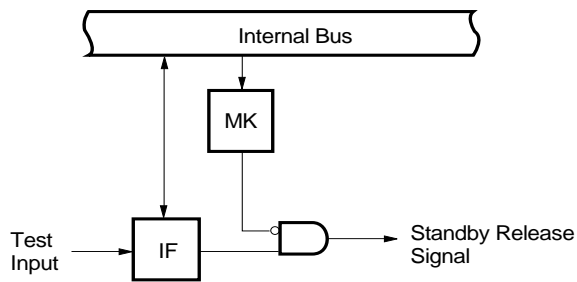 Internal Bus
MK
Test
Input
IF
Standby Release
Signal